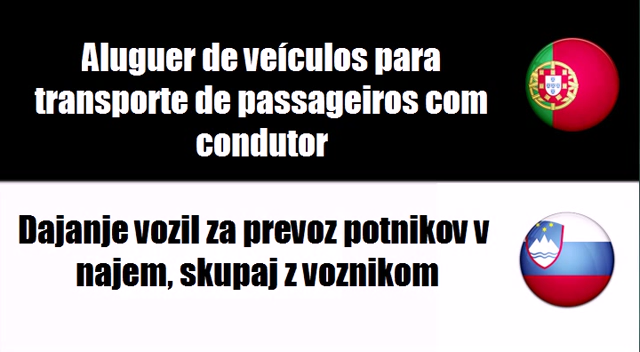 Aluguer de veículos para
transporte de passageiros com
condutor
Dajanje vozil za prevoz potnikov v
najem, skupaj z voznikom